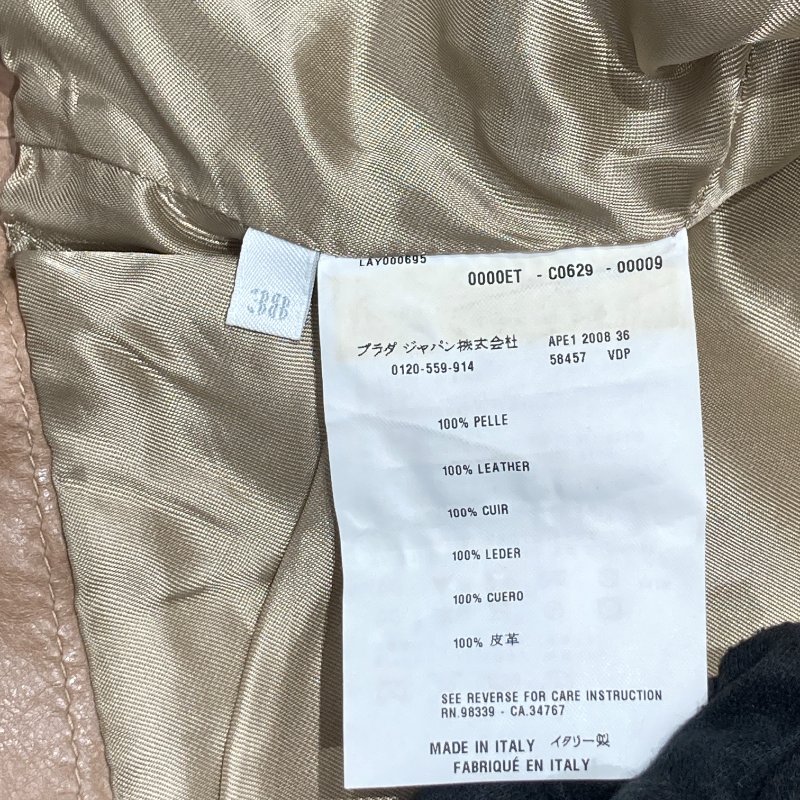 LAY000695
0000ET - C0629 - 00009
プラダ ジャパン株式会社 APE1 2008 36
0120-559-914 58457 VDP
100% PELLE
100% LEATHER
100% CUIR
100% LEDER
100% CUERO
100% 皮革
SEE REVERSE FOR CARE INSTRUCTION
RN.98339 - CA.34767
MADE IN ITALY イタリー製
FABRIQUÉ EN ITALY